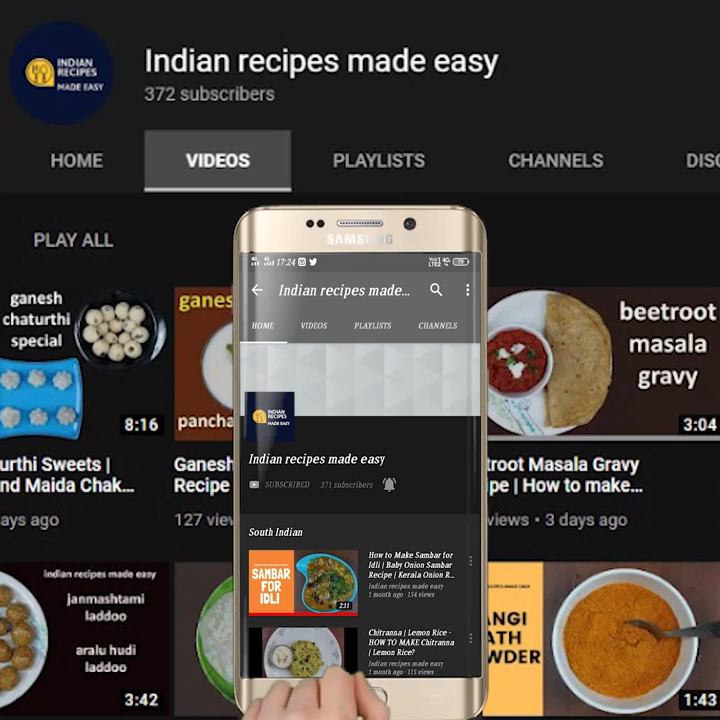 INDIAN
RECIPES
MADE EASY
Indian recipes made easy
372 subscribers
HOME
VIDEOS
PLAYLISTS
CHANNELS
PLAY ALL
ganesh
chaturthi
special
8:16
urthi Sweets |
nd Maida Chak...
ays ago
ganes
pancha
Ganesh
Recipe
127 vie
beetroot
masala
gravy
3:04
troot Masala Gravy
ipe | How to make...
views • 3 days ago
SAMSUNG
17:24
Indian recipes made...
HOME
VIDEOS
PLAYLISTS
CHANNELS
INDIAN
RECIPES
MADE EASY
Indian recipes made easy
SUBSCRIBED
371 subscribers
South Indian
SAMBAR
FOR
IDLI
2:11
How to Make Sambar for
Idli | Baby Onion Sambar
Recipe | Kerala Onion R...
Indian recipes made easy
1 month ago · 154 views
Chitranna | Lemon Rice -
HOW TO MAKE Chitranna
| Lemon Rice?
Indian recipes made easy
1 month ago · 115 views
indian recipes made easy
janmashtami
laddoo
aralu hudi
laddoo
3:42
ANGI
ATH
WDER
1:43